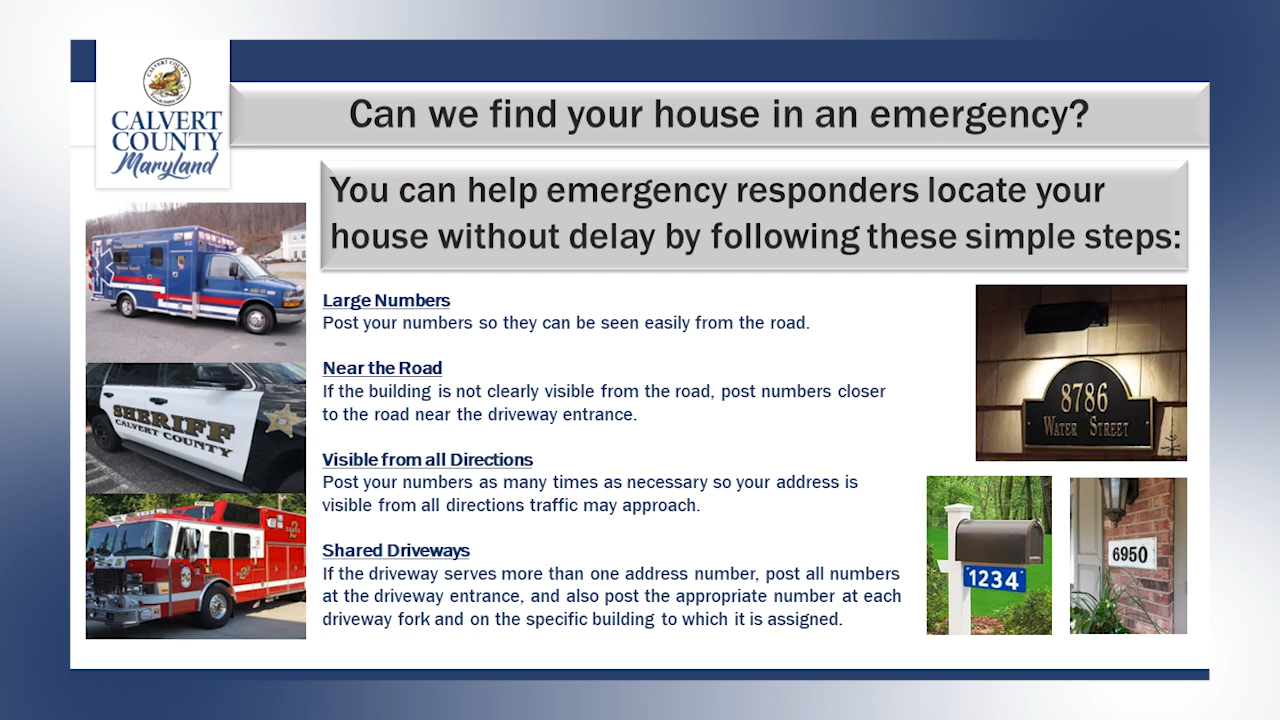 CALVERT COUNTY
CALVERT
COUNTY
Maryland
Can we find your house in an emergency?
You can help emergency responders locate your
house without delay by following these simple steps:
Large Numbers
Post your numbers so they can be seen easily from the road.
Near the Road
If the building is not clearly visible from the road, post numbers closer
to the road near the driveway entrance.
Visible from all Directions
Post your numbers as many times as necessary so your address is
visible from all directions traffic may approach.
Shared Driveways
If the driveway serves more than one address number, post all numbers
at the driveway entrance, and also post the appropriate number at each
driveway fork and on the specific building to which it is assigned.
SHERIFF
CALVERT COUNTY
8786
WATER STREET
1234
6950